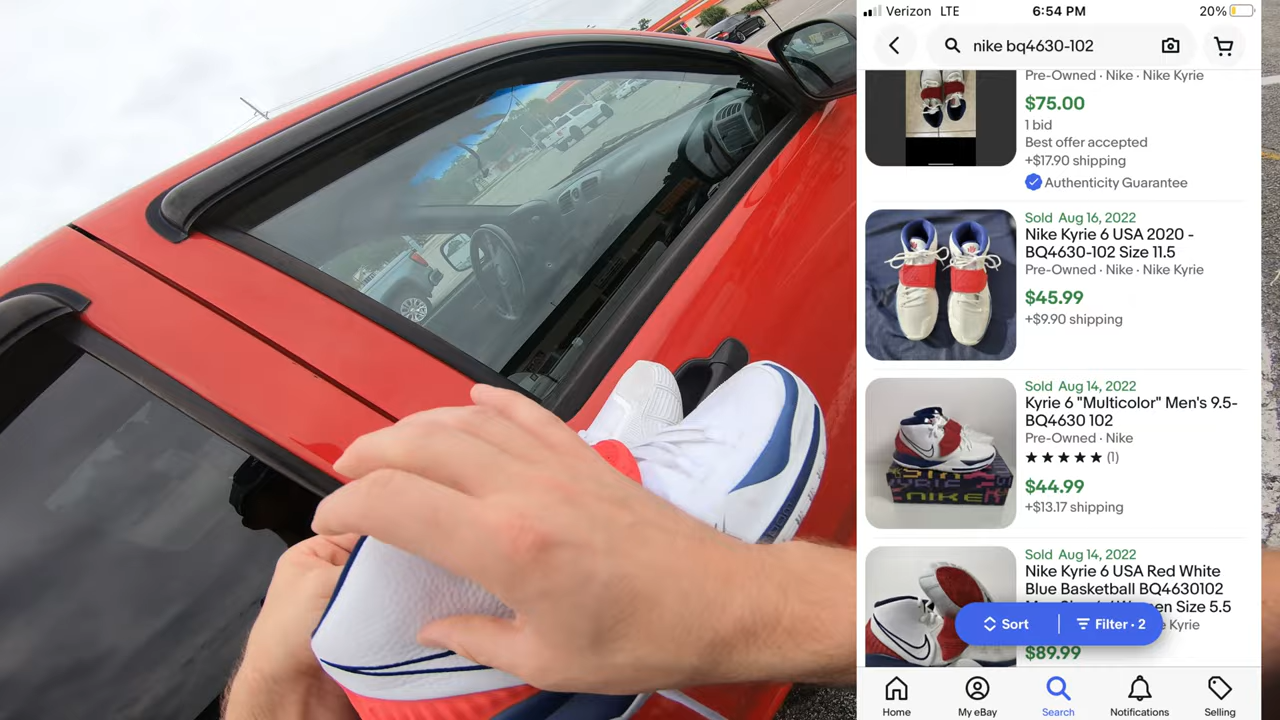 Verizon LTE 6:54 PM 20%
nike bq4630-102
Pre-Owned · Nike · Nike Kyrie
$75.00
1 bid
Best offer accepted
+$17.90 shipping
Authenticity Guarantee
Sold Aug 16, 2022
Nike Kyrie 6 USA 2020 -
BQ4630-102 Size 11.5
Pre-Owned · Nike · Nike Kyrie
$45.99
+$9.90 shipping
Sold Aug 14, 2022
Kyrie 6 "Multicolor" Men's 9.5-
BQ4630 102
Pre-Owned · Nike
(1)
$44.99
+$13.17 shipping
NIKE
Sold Aug 14, 2022
Nike Kyrie 6 USA Red White
Blue Basketball BQ4630102
Size 5.5
Kyrie
$89.99
Sort Filter · 2
Home My eBay Search Notifications Selling